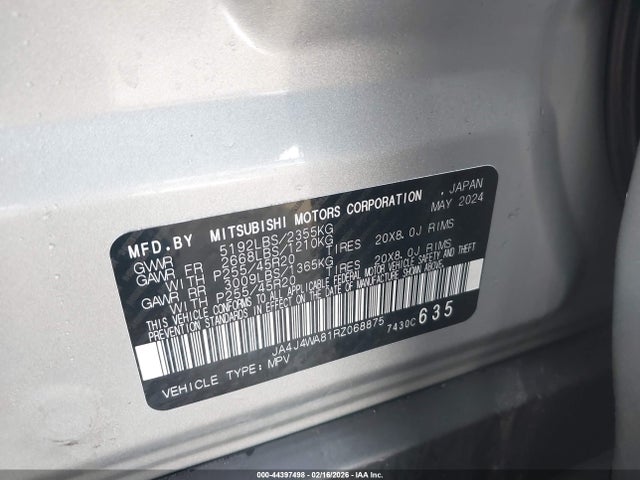 MFD.BY MITSUBISHI MOTORS CORPORATION , JAPAN
MAY 2024
GVWR 5192LBS/2355KG
GAWR FR 2668LBS/1210KG
WITH P255/45R20 TIRES 20X8.0J RIMS
GAWR RR 3009LBS/1365KG
WITH P255/45R20 TIRES 20X8.0J RIMS
THIS VEHICLE CONFORMS TO ALL APPLICABLE FEDERAL MOTOR VEHICLE SAFETY AND THEFT
PREVENTION STANDARDS IN EFFECT ON THE DATE OF MANUFACTURE SHOWN ABOVE.
JA4J4WA81RZ068875 7430C 635
VEHICLE TYPE:MPV
000-44397498 - 02/16/2026 - IAA Inc.